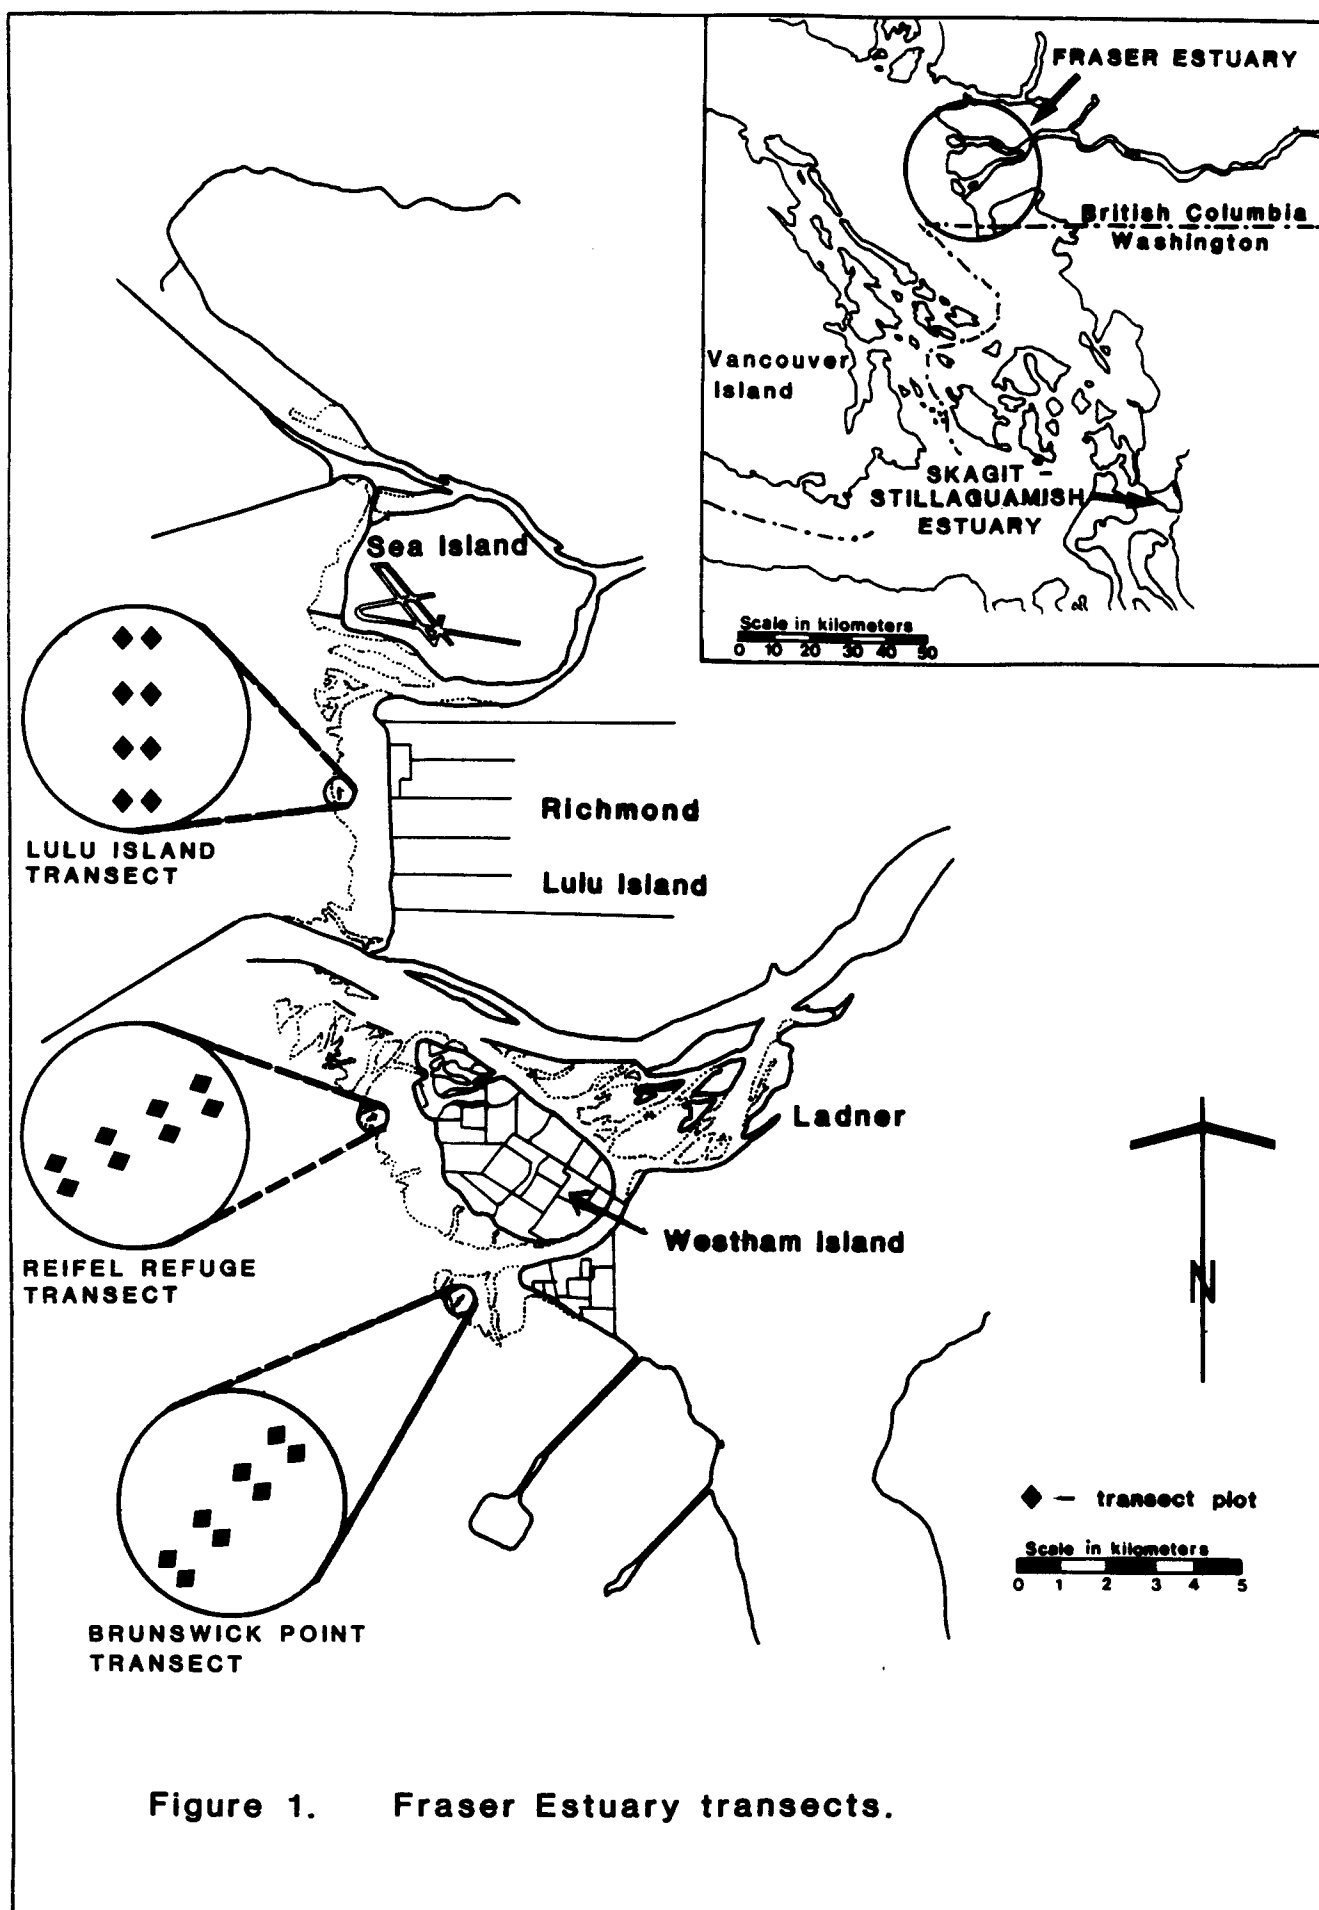 FRASER ESTUARY
British Columbia
Washington
Vancouver
Island
SKAGIT -
STILLAGUAMISH
ESTUARY
Scale in kilometers
0 10 20 30 40 50
Sea Island
LULU ISLAND
TRANSECT
Richmond
Lulu Island
Ladner
Westham Island
REIFEL REFUGE
TRANSECT
N
BRUNSWICK POINT
TRANSECT
— transect plot
Scale in kilometers
0 1 2 3 4 5
Figure 1. Fraser Estuary transects.